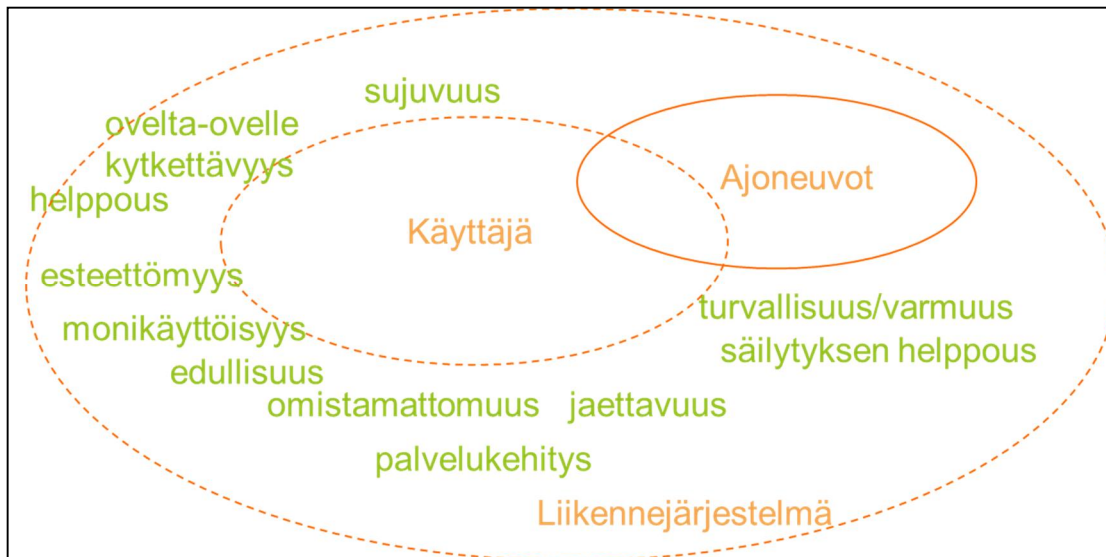 sujuvuus
ovelta-ovelle
kytkettävyys
helppous
Ajoneuvot
Käyttäjä
esteettömyys
monikäyttöisyys
edullisuus
turvallisuus/varmuus
säilytyksen helppous
omistamattomuus jaettavuus
palvelukehitys
Liikennejärjestelmä